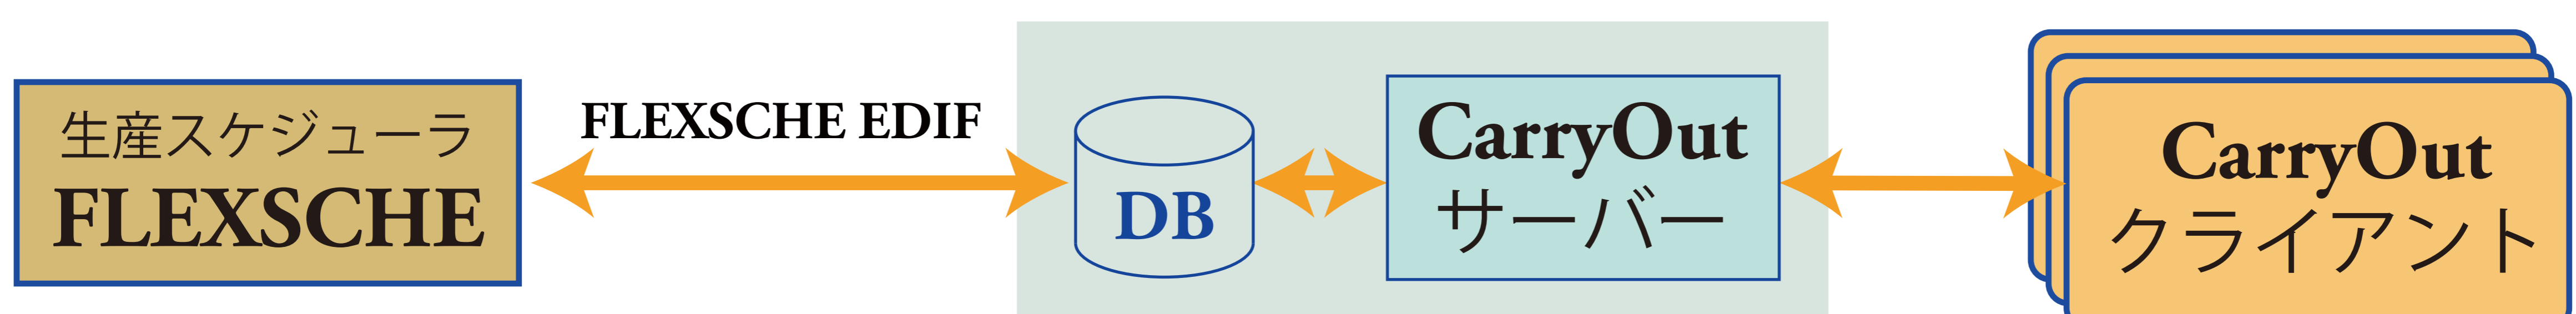 生産スケジューラ
FLEXSCHE
FLEXSCHE EDIF
DB
CarryOut
サーバー
CarryOut
クライアント